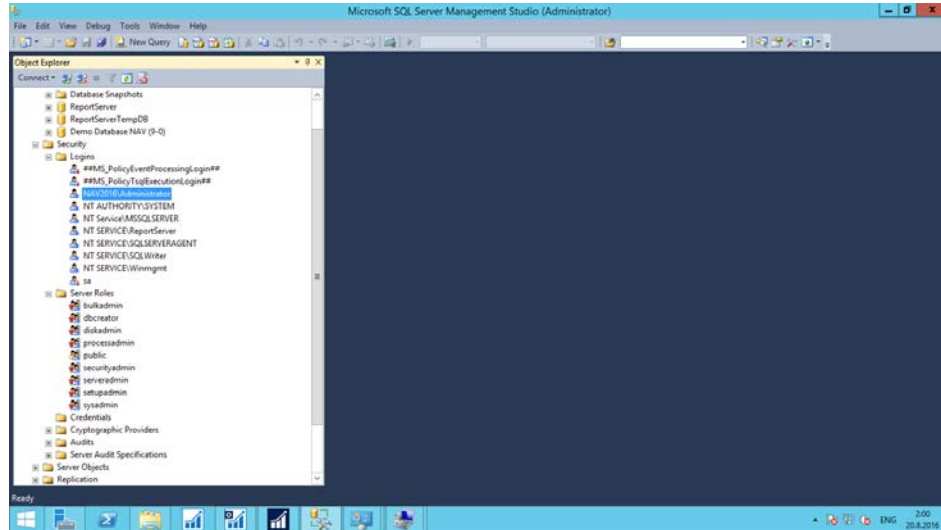 Microsoft SQL Server Management Studio (Administrator)
File Edit View Debug Tools Window Help
New Query
Object Explorer
Connect
Database Snapshots
ReportServer
ReportServerTempDB
Demo Database NAV (9-0)
Security
Logins
##MS_PolicyEventProcessingLogin##
##MS_PolicyTsqlExecutionLogin##
NAV2016\Administrator
NT AUTHORITY\SYSTEM
NT Service\MSSQLSERVER
NT SERVICE\ReportServer
NT SERVICE\SQLSERVERAGENT
NT SERVICE\SQLWriter
NT SERVICE\Winmgmt
sa
Server Roles
bulkadmin
dbcreator
diskadmin
processadmin
public
securityadmin
serveradmin
setupadmin
sysadmin
Credentials
Cryptographic Providers
Audits
Server Audit Specifications
Server Objects
Replication
Ready
ENG 2:00
20.8.2016